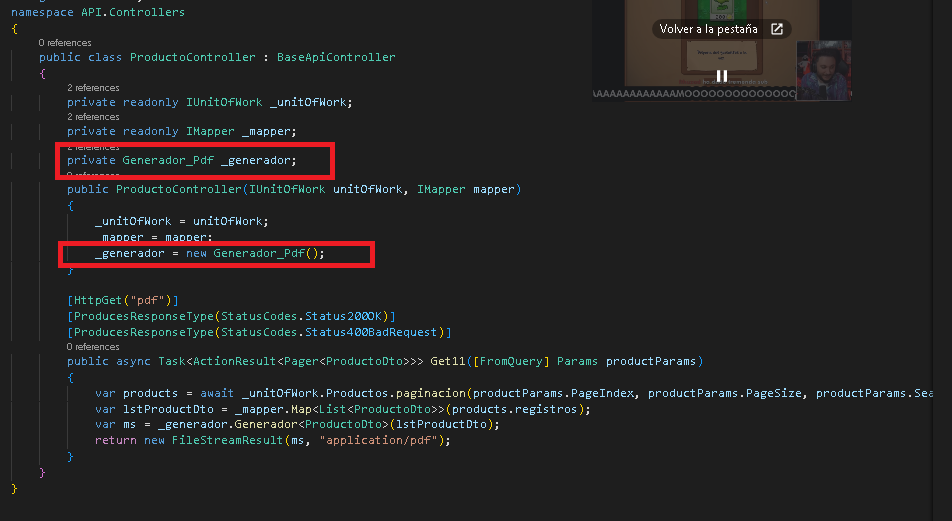 namespace API.Controllers
{
0 references
public class ProductoController : BaseApiController
{
2 references
private readonly IUnitOfWork _unitOfWork;
2 references
private readonly IMapper _mapper;
2 references
private Generador_Pdf _generador;
0 references
public ProductoController(IUnitOfWork unitOfWork, IMapper mapper)
{
_unitOfWork = unitOfWork;
_mapper = mapper;
_generador = new Generador_Pdf();
}
[HttpGet("pdf")]
[ProducesResponseType(StatusCodes.Status200OK)]
[ProducesResponseType(StatusCodes.Status400BadRequest)]
0 references
public async Task<ActionResult<Pager<ProductoDto>>> Get11([FromQuery] Params productParams)
{
var products = await _unitOfWork.Productos.paginacion(productParams.PageIndex, productParams.PageSize, productParams.Sea
var lstProductDto = _mapper.Map<List<ProductoDto>>(products.registros);
var ms = _generador.Generador<ProductoDto>(lstProductDto);
return new FileStreamResult(ms, "application/pdf");
}
}
}
Volver a la pestaña